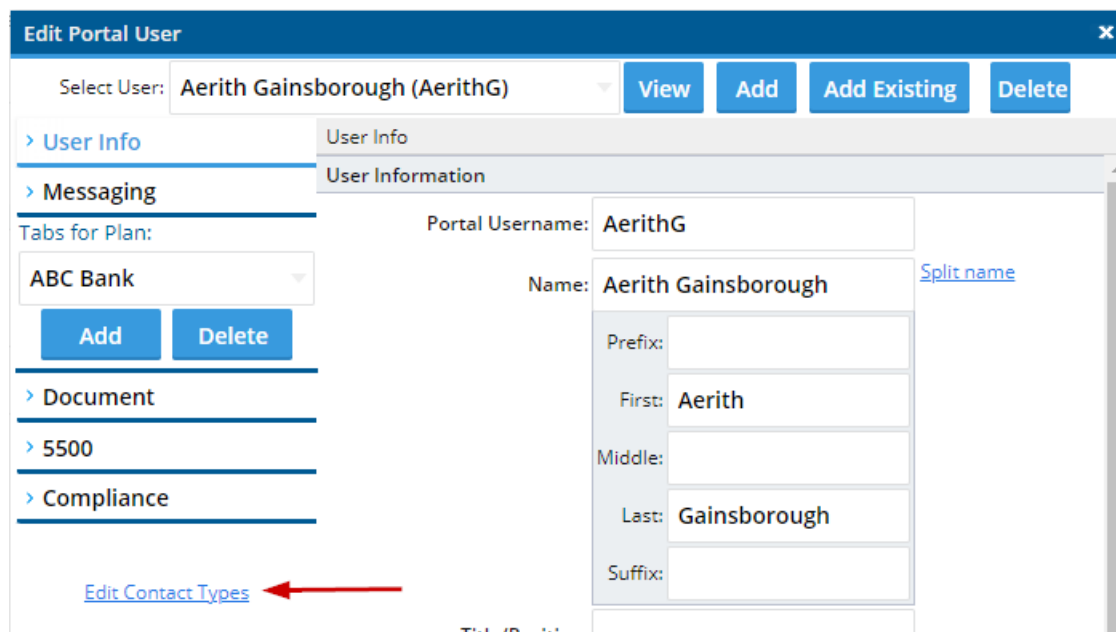 Edit Portal User
Select User: Aerith Gainsborough (AerithG) View Add Add Existing Delete
User Info
Messaging
Tabs for Plan:
ABC Bank
Add Delete
Document
5500
Compliance
Edit Contact Types
User Info
User Information
Portal Username: AerithG
Name: Aerith Gainsborough Split name
Prefix:
First: Aerith
Middle:
Last: Gainsborough
Suffix: